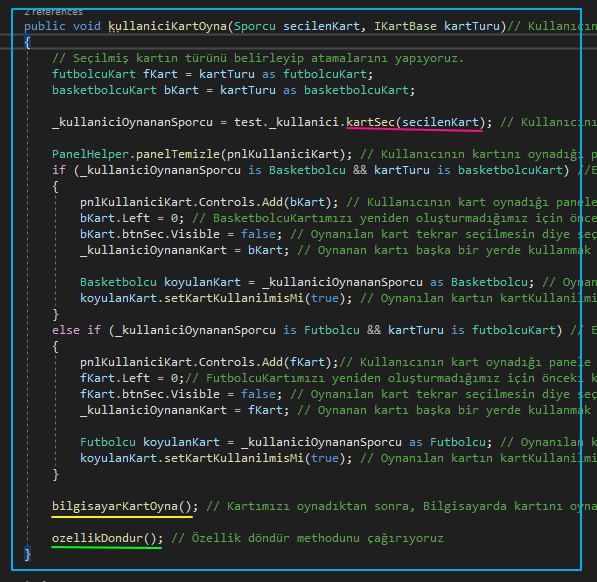 2 references
public void kullaniciKartOyna(Sporcu secilenKart, IKartBase kartTuru)// Kullanıcın
{
// Seçilmiş kartın türünü belirleyip atamalarını yapıyoruz.
futbolcuKart fKart = kartTuru as futbolcuKart;
basketbolcuKart bKart = kartTuru as basketbolcuKart;
_kullaniciOynananSporcu = test._kullanici.kartSec(secilenKart); // Kullanıcını
PanelHelper.panelTemizle(pnlKullaniciKart); // Kullanıcının kartını oynadığı p
if (_kullaniciOynananSporcu is Basketbolcu && kartTuru is basketbolcuKart) //E
{
pnlKullaniciKart.Controls.Add(bKart); // Kullanıcının kart oynadığı panele
bKart.Left = 0; // BasketbolcuKartımızı yeniden oluşturmadığımız için önce
bKart.btnSec.Visible = false; // Oynanılan kart tekrar seçilmesin diye seç
_kullaniciOynananKart = bKart; // Oynanan kartı başka bir yerde kullanmak
Basketbolcu koyulanKart = _kullaniciOynananSporcu as Basketbolcu; // Oynan
koyulanKart.setKartKullanilmisMi(true); // Oynanılan kartın kartKullanilmi
}
else if (_kullaniciOynananSporcu is Futbolcu && kartTuru is futbolcuKart) // E
{
pnlKullaniciKart.Controls.Add(fKart);// Kullanıcının kart oynadığı panele
fKart.Left = 0;// FutbolcuKartımızı yeniden oluşturmadığımız için önceki k
fKart.btnSec.Visible = false; // Oynanılan kart tekrar seçilmesin diye seç
_kullaniciOynananKart = fKart; // Oynanan kartı başka bir yerde kullanmak
Futbolcu koyulanKart = _kullaniciOynananSporcu as Futbolcu; // Oynanılan k
koyulanKart.setKartKullanilmisMi(true); // Oynanılan kartın kartKullanilmi
}
bilgisayarKartOyna(); // Kartımızı oynadıktan sonra, Bilgisayarda kartını oyna
ozellikDondur(); // Özellik döndür methodunu çağırıyoruz
}